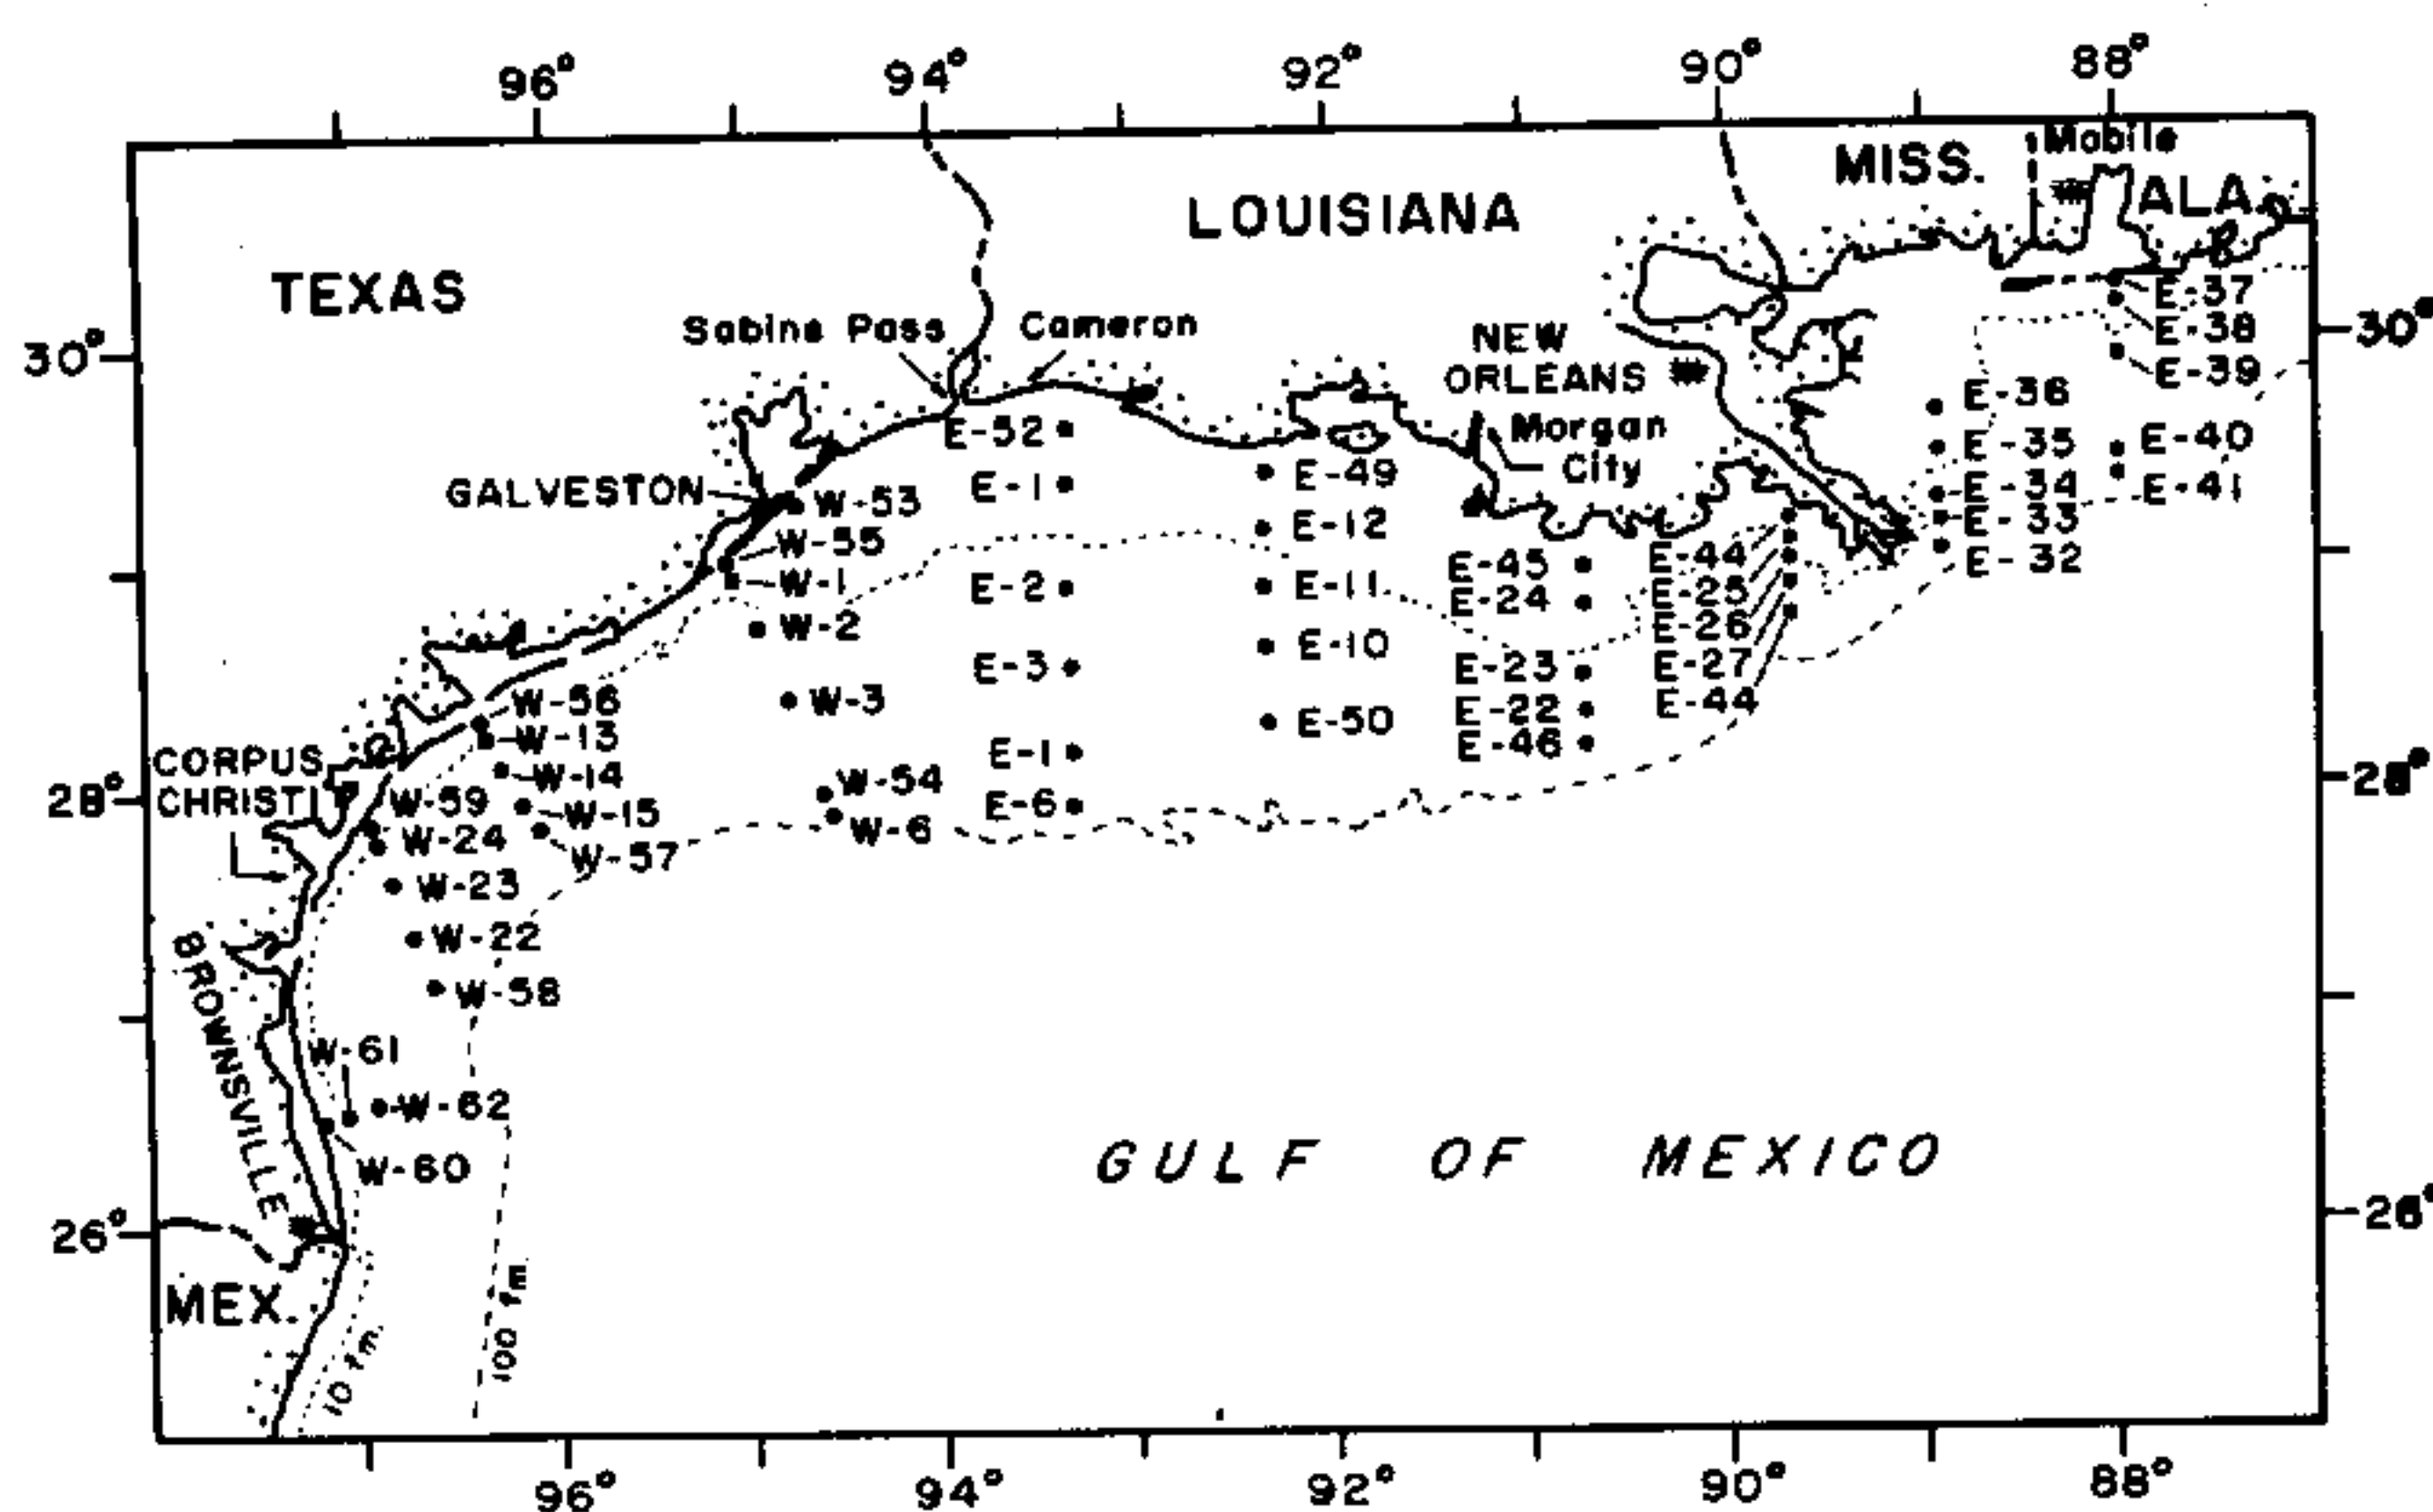 96°
94°
92°
90°
88°
Mobile
MISS.
ALA.
LOUISIANA
TEXAS
E-37
Sabine Pass
Cameron
NEW
ORLEANS
E-38
30°
30°
E-39
E-36
E-52
Morgan
City
E-35
E-40
E-49
E-1
E-34
E-41
GALVESTON
W-53
E-33
E-12
W-55
E-32
E-45
E-44
W-1
E-2
E-11
E-24
E-25
W-2
E-10
E-26
E-3
E-23
E-27
W-3
W-56
E-22
E-44
E-50
W-13
E-46
CORPUS
CHRISTI
E-1
W-14
W-54
28°
28°
W-59
W-15
E-6
W-6
W-24
W-57
W-23
W-22
BROWNSVILLE
W-58
W-61
W-62
W-60
GULF OF MEXICO
26°
26°
MEX.
10 fm
100 fm
96°
94°
92°
90°
88°